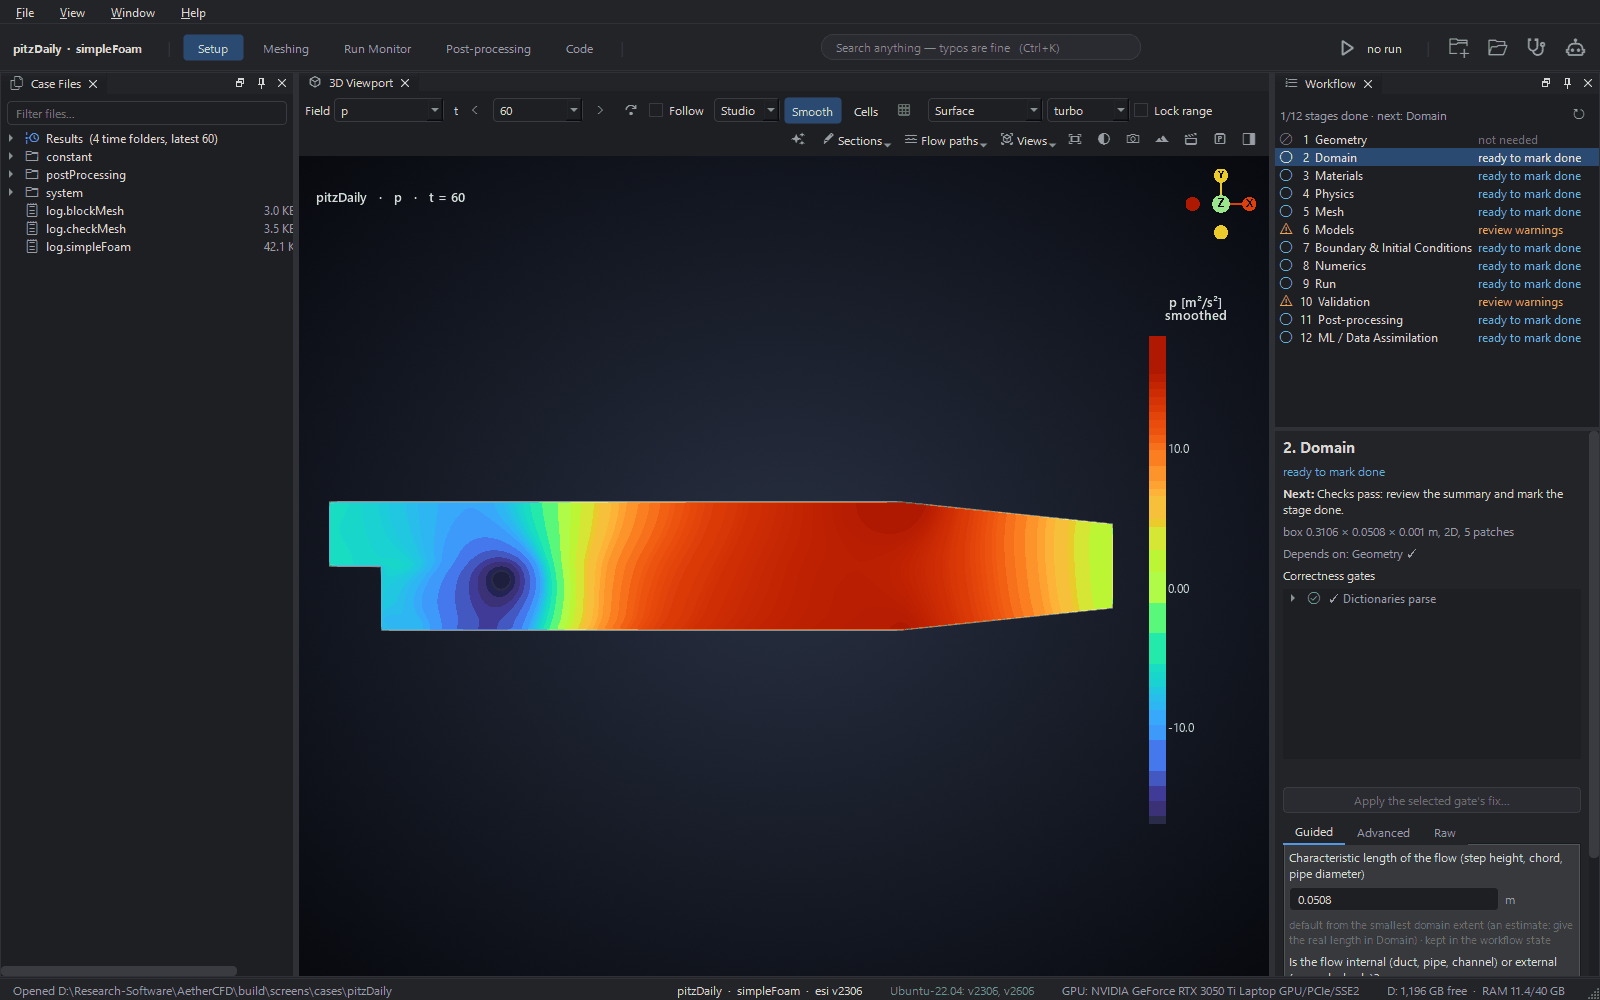 File View Window Help
pitzDaily · simpleFoam Setup Meshing Run Monitor Post-processing Code Search anything — typos are fine (Ctrl+K) no run
Case Files
Filter files...
Results (4 time folders, latest 60)
constant
postProcessing
system
log.blockMesh 3.0 KE
log.checkMesh 3.5 KE
log.simpleFoam 42.1 K
3D Viewport
Field p t < 60 > Follow Studio Smooth Cells Surface turbo Lock range
Sections Flow paths Views
pitzDaily · p · t = 60
Y
Z X
p [m²/s²]
smoothed
10.0
0.00
-10.0
Workflow
1/12 stages done · next: Domain
1 Geometry not needed
2 Domain ready to mark done
3 Materials ready to mark done
4 Physics ready to mark done
5 Mesh ready to mark done
6 Models review warnings
7 Boundary & Initial Conditions ready to mark done
8 Numerics ready to mark done
9 Run ready to mark done
10 Validation review warnings
11 Post-processing ready to mark done
12 ML / Data Assimilation ready to mark done
2. Domain
ready to mark done
Next: Checks pass: review the summary and mark the
stage done.
box 0.3106 × 0.0508 × 0.001 m, 2D, 5 patches
Depends on: Geometry ✓
Correctness gates
✓ Dictionaries parse
Apply the selected gate's fix...
Guided Advanced Raw
Characteristic length of the flow (step height, chord,
pipe diameter)
0.0508 m
default from the smallest domain extent (an estimate: give
the real length in Domain) · kept in the workflow state
Is the flow internal (duct, pipe, channel) or external
Opened D:\Research-Software\AetherCFD\build\screens\cases\pitzDaily pitzDaily · simpleFoam · esi v2306 Ubuntu-22.04: v2306, v2606 GPU: NVIDIA GeForce RTX 3050 Ti Laptop GPU/PCIe/SSE2 D: 1,196 GB free · RAM 11.4/40 GB